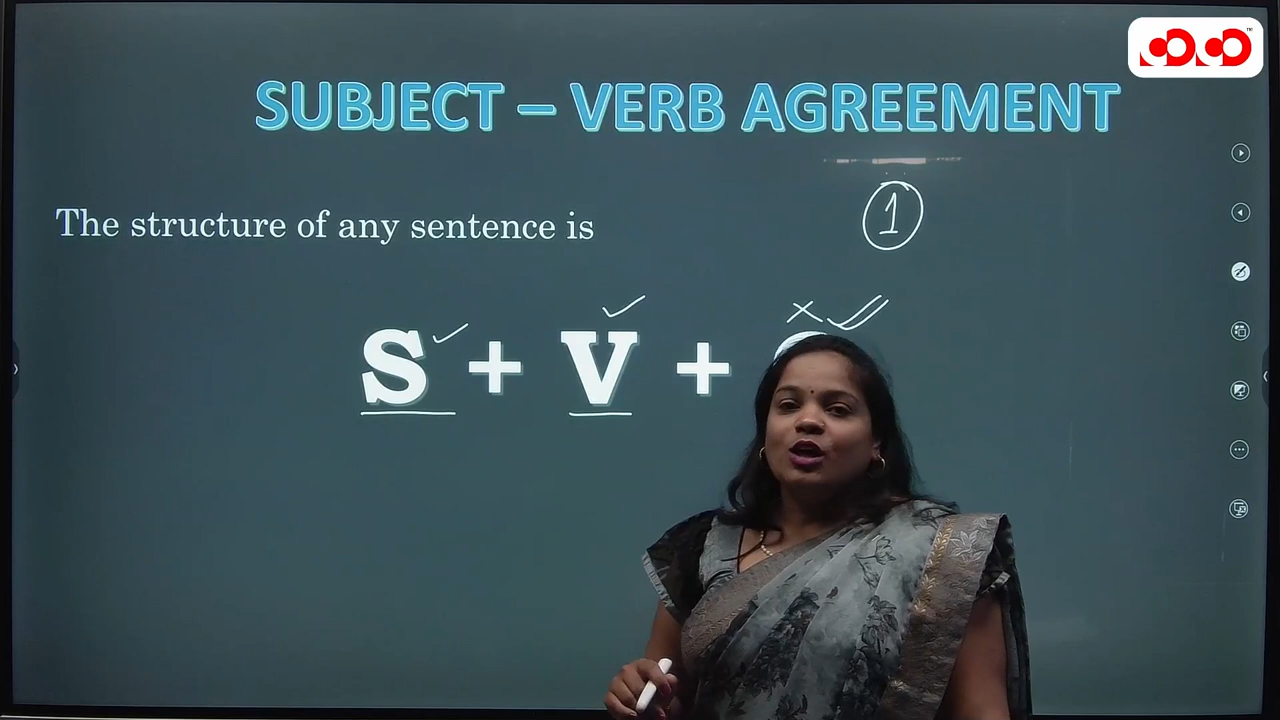 SUBJECT – VERB AGREEMENT
1
The structure of any sentence is
S + V +